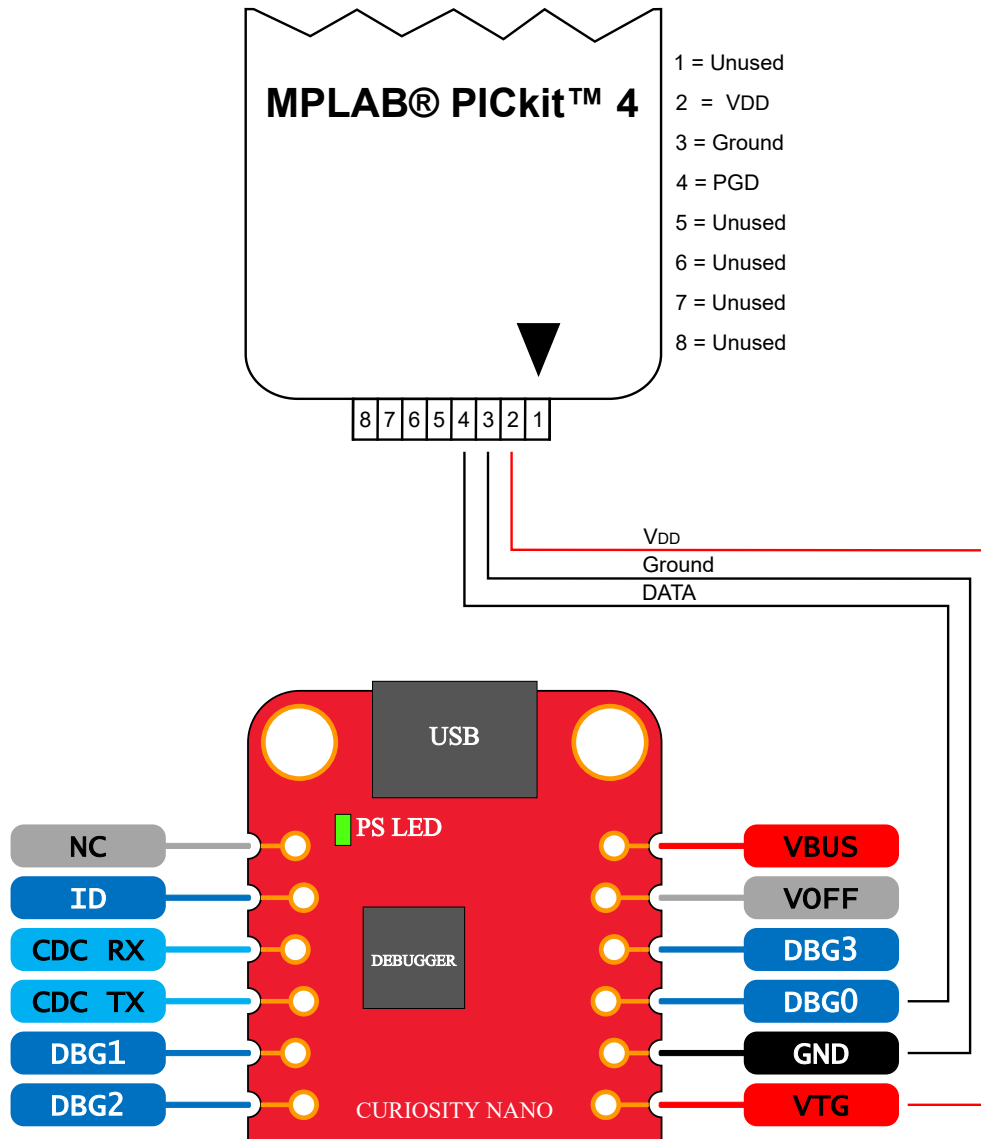 MPLAB® PICkit™ 4
1 = Unused
2 = VDD
3 = Ground
4 = PGD
5 = Unused
6 = Unused
7 = Unused
8 = Unused
8 7 6 5 4 3 2 1
VDD
Ground
DATA
USB
PS LED
DEBUGGER
NC
ID
CDC RX
CDC TX
DBG1
DBG2
VBUS
VOFF
DBG3
DBG0
GND
VTG
CURIOSITY NANO